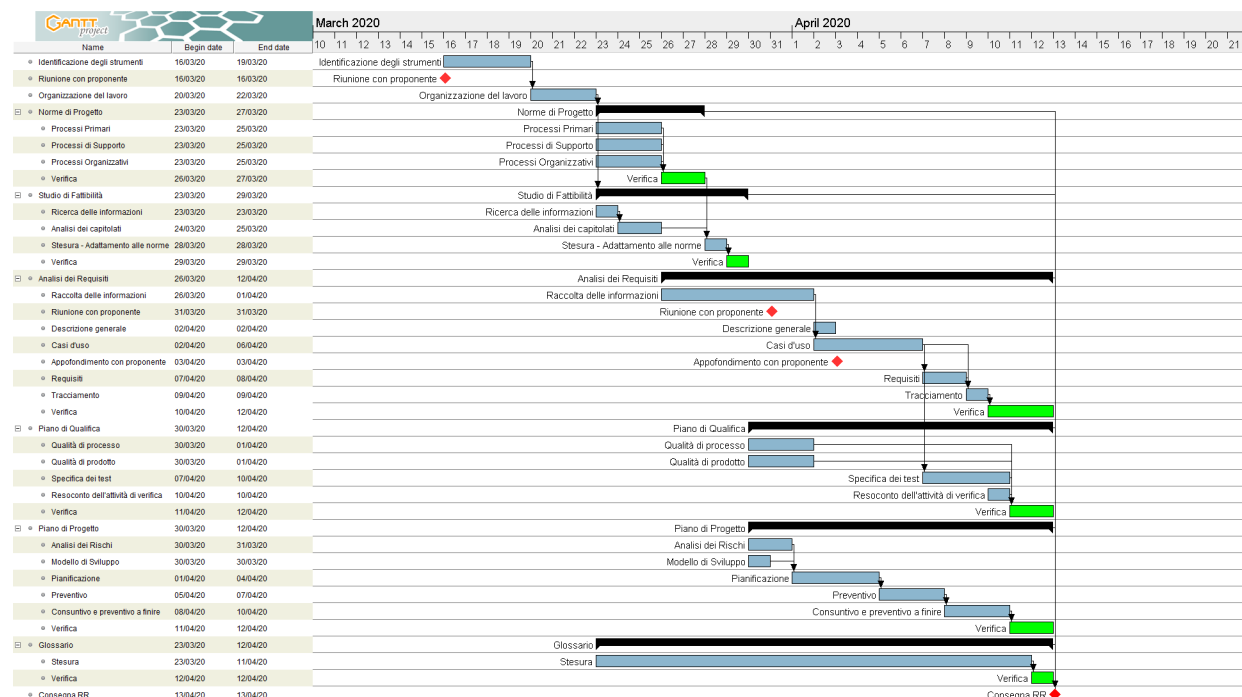 GANTT
project
March 2020
April 2020
Name Begin date End date
10 11 12 13 14 15 16 17 18 19 20 21 22 23 24 25 26 27 28 29 30 31 1 2 3 4 5 6 7 8 9 10 11 12 13 14 15 16 17 18 19 20 21
Identificazione degli strumenti 16/03/20 19/03/20 Identificazione degli strumenti
Riunione con proponente 16/03/20 16/03/20 Riunione con proponente
Organizzazione del lavoro 20/03/20 22/03/20 Organizzazione del lavoro
Norme di Progetto 23/03/20 27/03/20 Norme di Progetto
Processi Primari 23/03/20 25/03/20 Processi Primari
Processi di Supporto 23/03/20 25/03/20 Processi di Supporto
Processi Organizzativi 23/03/20 25/03/20 Processi Organizzativi
Verifica 26/03/20 27/03/20 Verifica
Studio di Fattibilità 23/03/20 29/03/20 Studio di Fattibilità
Ricerca delle informazioni 23/03/20 23/03/20 Ricerca delle informazioni
Analisi dei capitolati 24/03/20 25/03/20 Analisi dei capitolati
Stesura - Adattamento alle norme 28/03/20 28/03/20 Stesura - Adattamento alle norme
Verifica 29/03/20 29/03/20 Verifica
Analisi dei Requisiti 26/03/20 12/04/20 Analisi dei Requisiti
Raccolta delle informazioni 26/03/20 01/04/20 Raccolta delle informazioni
Riunione con proponente 31/03/20 31/03/20 Riunione con proponente
Descrizione generale 02/04/20 02/04/20 Descrizione generale
Casi d'uso 02/04/20 06/04/20 Casi d'uso
Appofondimento con proponente 03/04/20 03/04/20 Appofondimento con proponente
Requisiti 07/04/20 08/04/20 Requisiti
Tracciamento 09/04/20 09/04/20 Tracciamento
Verifica 10/04/20 12/04/20 Verifica
Piano di Qualifica 30/03/20 12/04/20 Piano di Qualifica
Qualità di processo 30/03/20 01/04/20 Qualità di processo
Qualità di prodotto 30/03/20 01/04/20 Qualità di prodotto
Specifica dei test 07/04/20 10/04/20 Specifica dei test
Resoconto dell'attività di verifica 10/04/20 10/04/20 Resoconto dell'attività di verifica
Verifica 11/04/20 12/04/20 Verifica
Piano di Progetto 30/03/20 12/04/20 Piano di Progetto
Analisi dei Rischi 30/03/20 31/03/20 Analisi dei Rischi
Modello di Sviluppo 30/03/20 30/03/20 Modello di Sviluppo
Pianificazione 01/04/20 04/04/20 Pianificazione
Preventivo 05/04/20 07/04/20 Preventivo
Consuntivo e preventivo a finire 08/04/20 10/04/20 Consuntivo e preventivo a finire
Verifica 11/04/20 12/04/20 Verifica
Glossario 23/03/20 12/04/20 Glossario
Stesura 23/03/20 11/04/20 Stesura
Verifica 12/04/20 12/04/20 Verifica
Consegna RR 13/04/20 13/04/20 Consegna RR